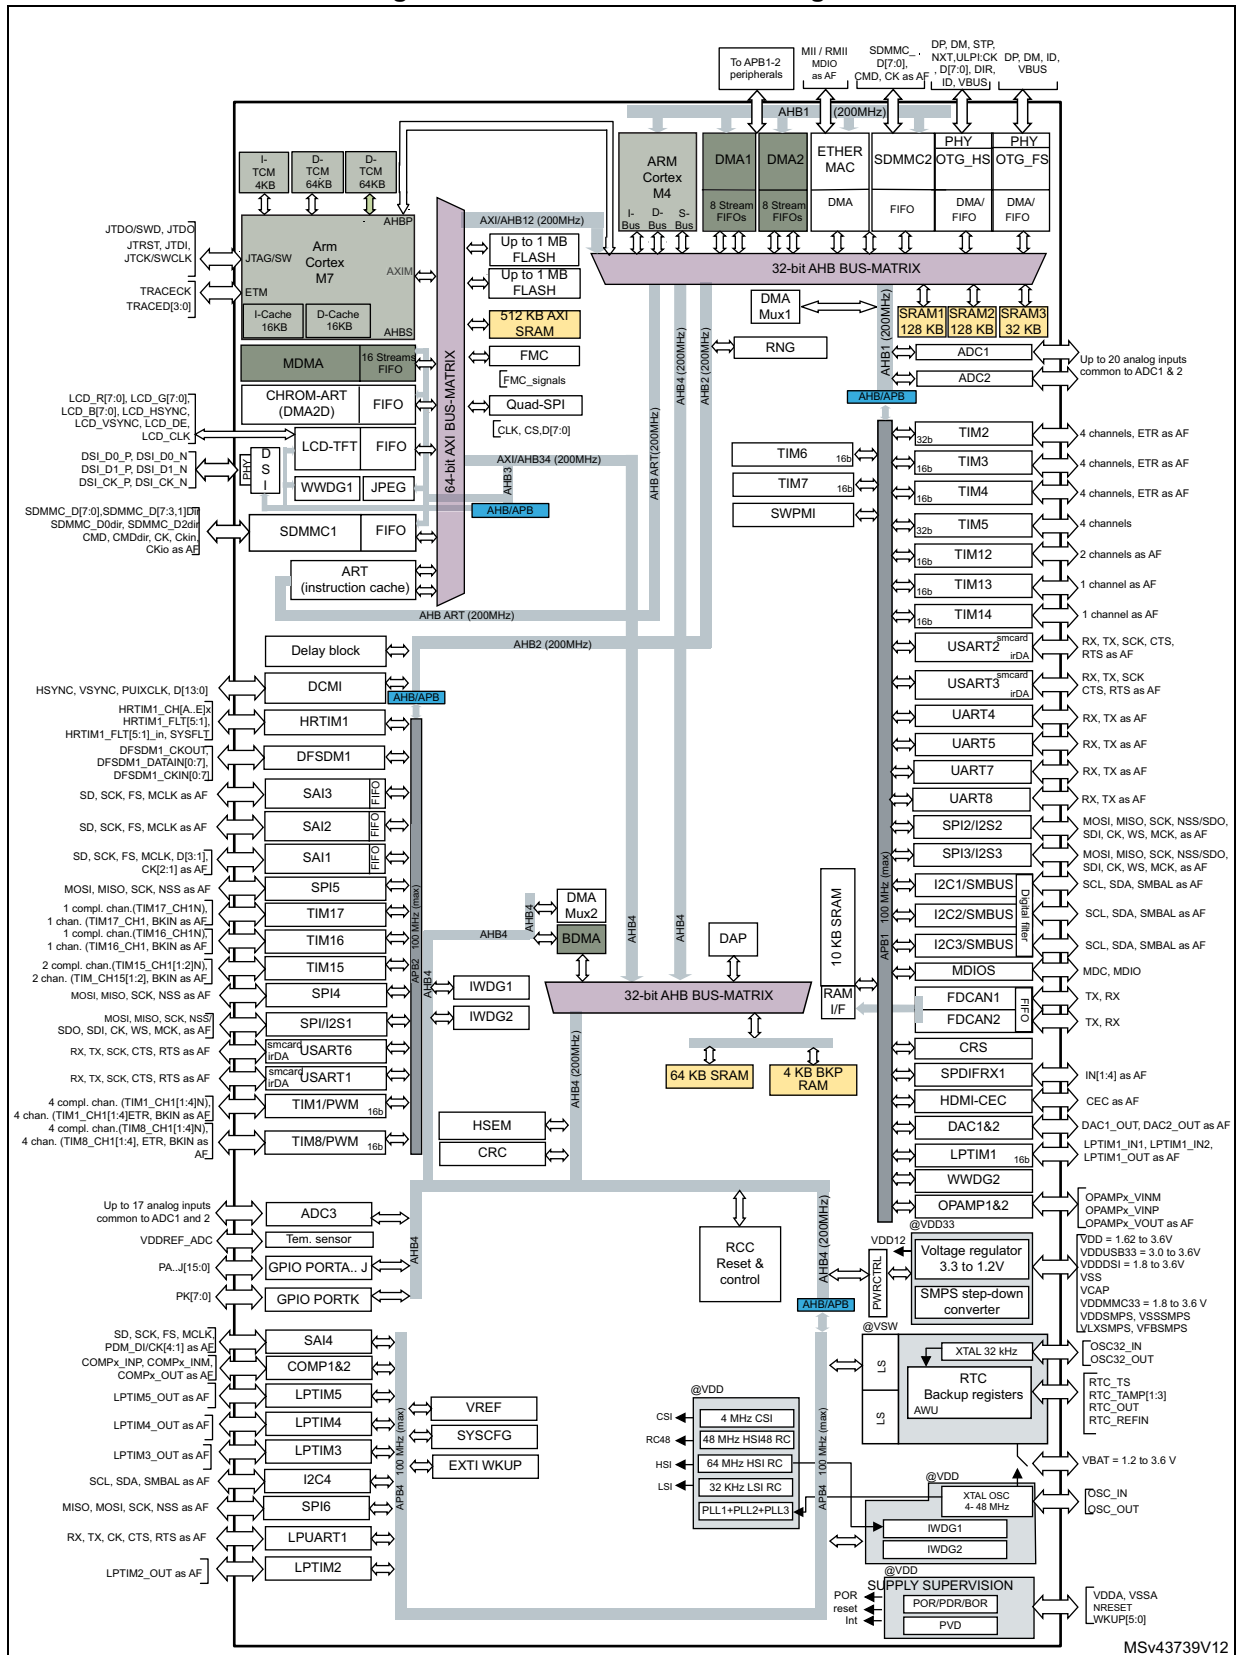 To APB1-2
peripherals
MII / RMII
MDIO
as AF
SDMMC_
D[7:0],
CMD, CK as AF
DP, DM, STP,
NXT,ULPI:CK
, D[7:0], DIR,
ID, VBUS
DP, DM, ID,
VBUS
AHB1 (200MHz)
I-
TCM
4KB
D-
TCM
64KB
D-
TCM
64KB
ARM
Cortex
M4
I-
Bus
D-
Bus
S-
Bus
DMA1
8 Stream
FIFOs
DMA2
8 Stream
FIFOs
ETHER
MAC
DMA
SDMMC2
FIFO
PHY
OTG_HS
DMA/
FIFO
PHY
OTG_FS
DMA/
FIFO
JTDO/SWD, JTDO
JTRST, JTDI,
JTCK/SWCLK
TRACECK
TRACED[3:0]
AHBP
JTAG/SW
Arm
Cortex
M7
AXIM
ETM
I-Cache
16KB
D-Cache
16KB
AHBS
MDMA
16 Streams
FIFO
CHROM-ART
(DMA2D)
FIFO
LCD_R[7:0], LCD_G[7:0],
LCD_B[7:0], LCD_HSYNC,
LCD_VSYNC, LCD_DE,
LCD_CLK
LCD-TFT
FIFO
DSI_D0_P, DSI_D0_N
DSI_D1_P, DSI_D1_N
DSI_CK_P, DSI_CK_N
PHY
DSI
WWDG1
JPEG
SDMMC_D[7:0],SDMMC_D[7:3,1]Dir
SDMMC_D0dir, SDMMC_D2dir
CMD, CMDdir, CK, Ckin,
CKio as AF
SDMMC1
FIFO
ART
(instruction cache)
AHB ART (200MHz)
64-bit AXI BUS-MATRIX
AXI/AHB12 (200MHz)
Up to 1 MB
FLASH
Up to 1 MB
FLASH
512 KB AXI
SRAM
FMC
FMC_signals
Quad-SPI
CLK, CS,D[7:0]
AXI/AHB34 (200MHz)
AHB3
AHB/APB
32-bit AHB BUS-MATRIX
AHB ART(200MHz)
AHB4 (200MHz)
AHB2 (200MHz)
DMA
Mux1
RNG
AHB1 (200MHz)
SRAM1
128 KB
SRAM2
128 KB
SRAM3
32 KB
ADC1
ADC2
Up to 20 analog inputs
common to ADC1 & 2
AHB/APB
TIM6
16b
TIM7
16b
SWPMI
TIM2
32b
4 channels, ETR as AF
TIM3
16b
4 channels, ETR as AF
TIM4
16b
4 channels, ETR as AF
TIM5
32b
4 channels
TIM12
16b
2 channels as AF
TIM13
16b
1 channel as AF
TIM14
16b
1 channel as AF
USART2
smcard
irDA
RX, TX, SCK, CTS,
RTS as AF
USART3
smcard
irDA
RX, TX, SCK
CTS, RTS as AF
UART4
RX, TX as AF
UART5
RX, TX as AF
UART7
RX, TX as AF
UART8
RX, TX as AF
SPI2/I2S2
MOSI, MISO, SCK, NSS/SDO,
SDI, CK, WS, MCK, as AF
SPI3/I2S3
MOSI, MISO, SCK, NSS/SDO,
SDI, CK, WS, MCK, as AF
APB1 100 MHz (max)
I2C1/SMBUS
SCL, SDA, SMBAL as AF
I2C2/SMBUS
SCL, SDA, SMBAL as AF
I2C3/SMBUS
SCL, SDA, SMBAL as AF
Digital filter
MDIOS
MDC, MDIO
FDCAN1
TX, RX
FDCAN2
TX, RX
FIFO
CRS
SPDIFRX1
IN[1:4] as AF
HDMI-CEC
CEC as AF
DAC1&2
DAC1_OUT, DAC2_OUT as AF
LPTIM1
16b
LPTIM1_IN1, LPTIM1_IN2,
LPTIM1_OUT as AF
WWDG2
OPAMP1&2
OPAMPx_VINM
OPAMPx_VINP
OPAMPx_VOUT as AF
10 KB SRAM
RAM
I/F
AHB2 (200MHz)
Delay block
DCMI
HSYNC, VSYNC, PUIXCLK, D[13:0]
AHB/APB
HRTIM1_CH[A..E]x
HRTIM1_FLT[5:1],
HRTIM1_FLT[5:1]_in, SYSFLT
HRTIM1
DFSDM1_CKOUT,
DFSDM1_DATAIN[0:7],
DFSDM1_CKIN[0:7]
DFSDM1
SD, SCK, FS, MCLK as AF
SAI3
FIFO
SD, SCK, FS, MCLK as AF
SAI2
FIFO
SD, SCK, FS, MCLK, D[3:1],
CK[2:1] as AF
SAI1
FIFO
MOSI, MISO, SCK, NSS as AF
SPI5
1 compl. chan.(TIM17_CH1N),
1 chan. (TIM17_CH1, BKIN as AF
TIM17
1 compl. chan.(TIM16_CH1N),
1 chan. (TIM16_CH1, BKIN as AF
TIM16
2 compl. chan.(TIM15_CH1[1:2]N),
2 chan. (TIM_CH15[1:2], BKIN as AF
TIM15
MOSI, MISO, SCK, NSS as AF
SPI4
MOSI, MISO, SCK, NSS/
SDO, SDI, CK, WS, MCK, as AF
SPI/I2S1
RX, TX, SCK, CTS, RTS as AF
smcard
irDA
USART6
RX, TX, SCK, CTS, RTS as AF
smcard
irDA
USART1
4 compl. chan. (TIM1_CH1[1:4]N),
4 chan. (TIM1_CH1[1:4]ETR, BKIN as AF
TIM1/PWM
16b
4 compl. chan. (TIM8_CH1[1:4]N),
4 chan. (TIM8_CH1[1:4], ETR, BKIN as
AF
TIM8/PWM
16b
APB2 100 MHz (max)
AHB4
AHB4
AHB4
DMA
Mux2
BDMA
AHB4
AHB4
DAP
IWDG1
IWDG2
32-bit AHB BUS-MATRIX
64 KB SRAM
4 KB BKP
RAM
AHB4 (200MHz)
HSEM
CRC
Up to 17 analog inputs
common to ADC1 and 2
ADC3
VDDREF_ADC
Tem. sensor
PA..J[15:0]
GPIO PORTA.. J
PK[7:0]
GPIO PORTK
AHB4
RCC
Reset &
control
AHB4 (200MHz)
AHB/APB
@VDD33
VDD12
PWRCTRL
Voltage regulator
3.3 to 1.2V
SMPS step-down
converter
VDD = 1.62 to 3.6V
VDDUSB33 = 3.0 to 3.6V
VDDDSI = 1.8 to 3.6V
VSS
VCAP
VDDMMC33 = 1.8 to 3.6 V
VDDSMPS, VSSSMPS
VLXSMPS, VFBSMPS
SD, SCK, FS, MCLK,
PDM_DI/CK[4:1] as AF
SAI4
COMPx_INP, COMPx_INM,
COMPx_OUT as AF
COMP1&2
LPTIM5_OUT as AF
LPTIM5
LPTIM4_OUT as AF
LPTIM4
LPTIM3_OUT as AF
LPTIM3
SCL, SDA, SMBAL as AF
I2C4
MISO, MOSI, SCK, NSS as AF
SPI6
RX, TX, CK, CTS, RTS as AF
LPUART1
LPTIM2_OUT as AF
LPTIM2
APB4 100 MHz (max)
VREF
SYSCFG
EXTI WKUP
@VDD
CSI
4 MHz CSI
RC48
48 MHz HSI48 RC
HSI
64 MHz HSI RC
LSI
32 KHz LSI RC
PLL1+PLL2+PLL3
APB4 100 MHz (max)
@VSW
LS
LS
XTAL 32 kHz
RTC
Backup registers
AWU
OSC32_IN
OSC32_OUT
RTC_TS
RTC_TAMP[1:3]
RTC_OUT
RTC_REFIN
VBAT = 1.2 to 3.6 V
@VDD
XTAL OSC
4- 48 MHz
OSC_IN
OSC_OUT
IWDG1
IWDG2
@VDD
SUPPLY SUPERVISION
POR
reset
Int
POR/PDR/BOR
PVD
VDDA, VSSA
NRESET
WKUP[5:0]
MSv43739V12